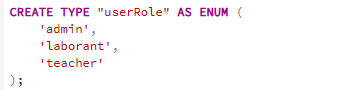 CREATE TYPE "userRole" AS ENUM (
    'admin',
    'laborant',
    'teacher'
);